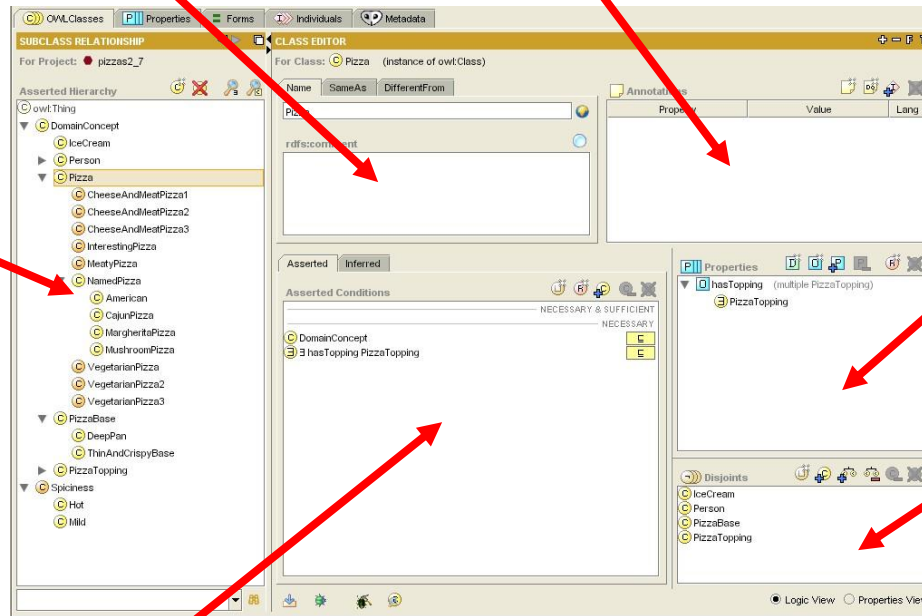 OWLClasses Properties Forms Individuals Metadata
SUBCLASS RELATIONSHIP
For Project: pizzas2_7
Asserted Hierarchy
owl:Thing
DomainConcept
IceCream
Person
Pizza
CheeseAndMeatPizza1
CheeseAndMeatPizza2
CheeseAndMeatPizza3
InterestingPizza
MeatyPizza
NamedPizza
American
CajunPizza
MargheritaPizza
MushroomPizza
VegetarianPizza
VegetarianPizza2
VegetarianPizza3
PizzaBase
DeepPan
ThinAndCrispyBase
PizzaTopping
Spiciness
Hot
Mild
CLASS EDITOR
For Class: Pizza (instance of owl:Class)
Name SameAs DifferentFrom
Pizza
rdfs:comment
Annotations
Property Value Lang
Asserted Inferred
Asserted Conditions
NECESSARY & SUFFICIENT
NECESSARY
DomainConcept
∃ hasTopping PizzaTopping
Properties
hasTopping (multiple PizzaTopping)
PizzaTopping
Disjoints
IceCream
Person
PizzaBase
PizzaTopping
Logic View Properties View